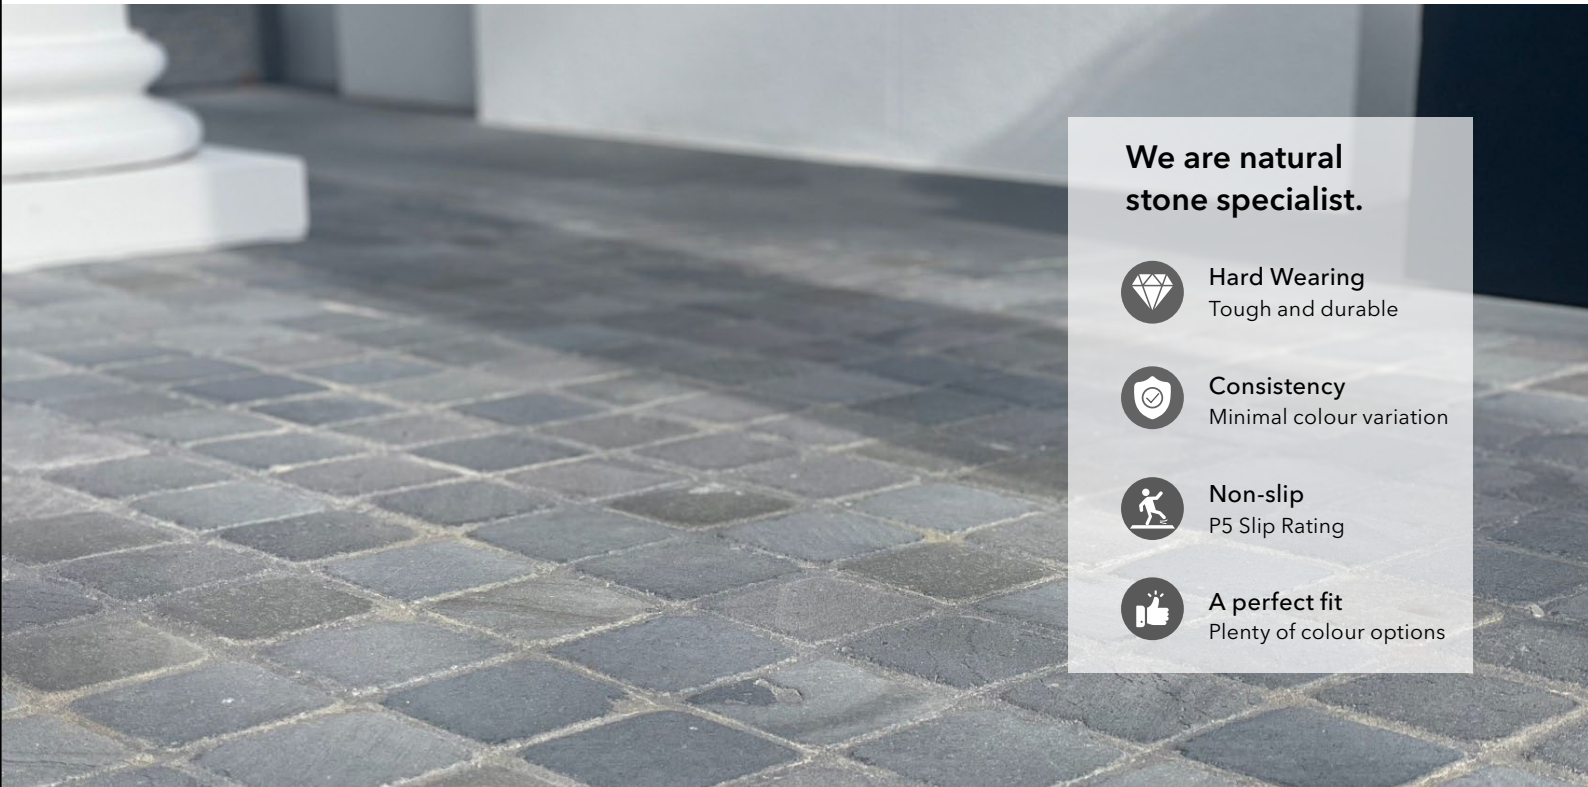 We are natural
stone specialist.
Hard Wearing
Tough and durable
Consistency
Minimal colour variation
Non-slip
P5 Slip Rating
A perfect fit
Plenty of colour options